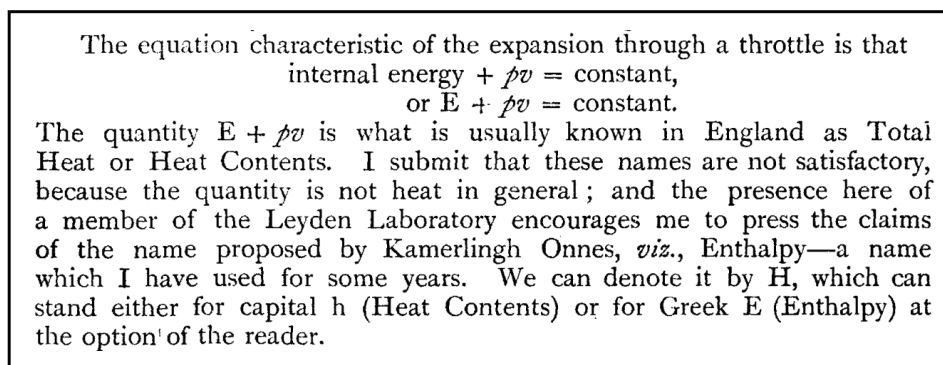 The equation characteristic of the expansion through a throttle is that
internal energy + pv = constant,
or E + pv = constant.
The quantity E + pv is what is usually known in England as Total
Heat or Heat Contents. I submit that these names are not satisfactory,
because the quantity is not heat in general; and the presence here of
a member of the Leyden Laboratory encourages me to press the claims
of the name proposed by Kamerlingh Onnes, viz., Enthalpy—a name
which I have used for some years. We can denote it by H, which can
stand either for capital h (Heat Contents) or for Greek E (Enthalpy) at
the option of the reader.